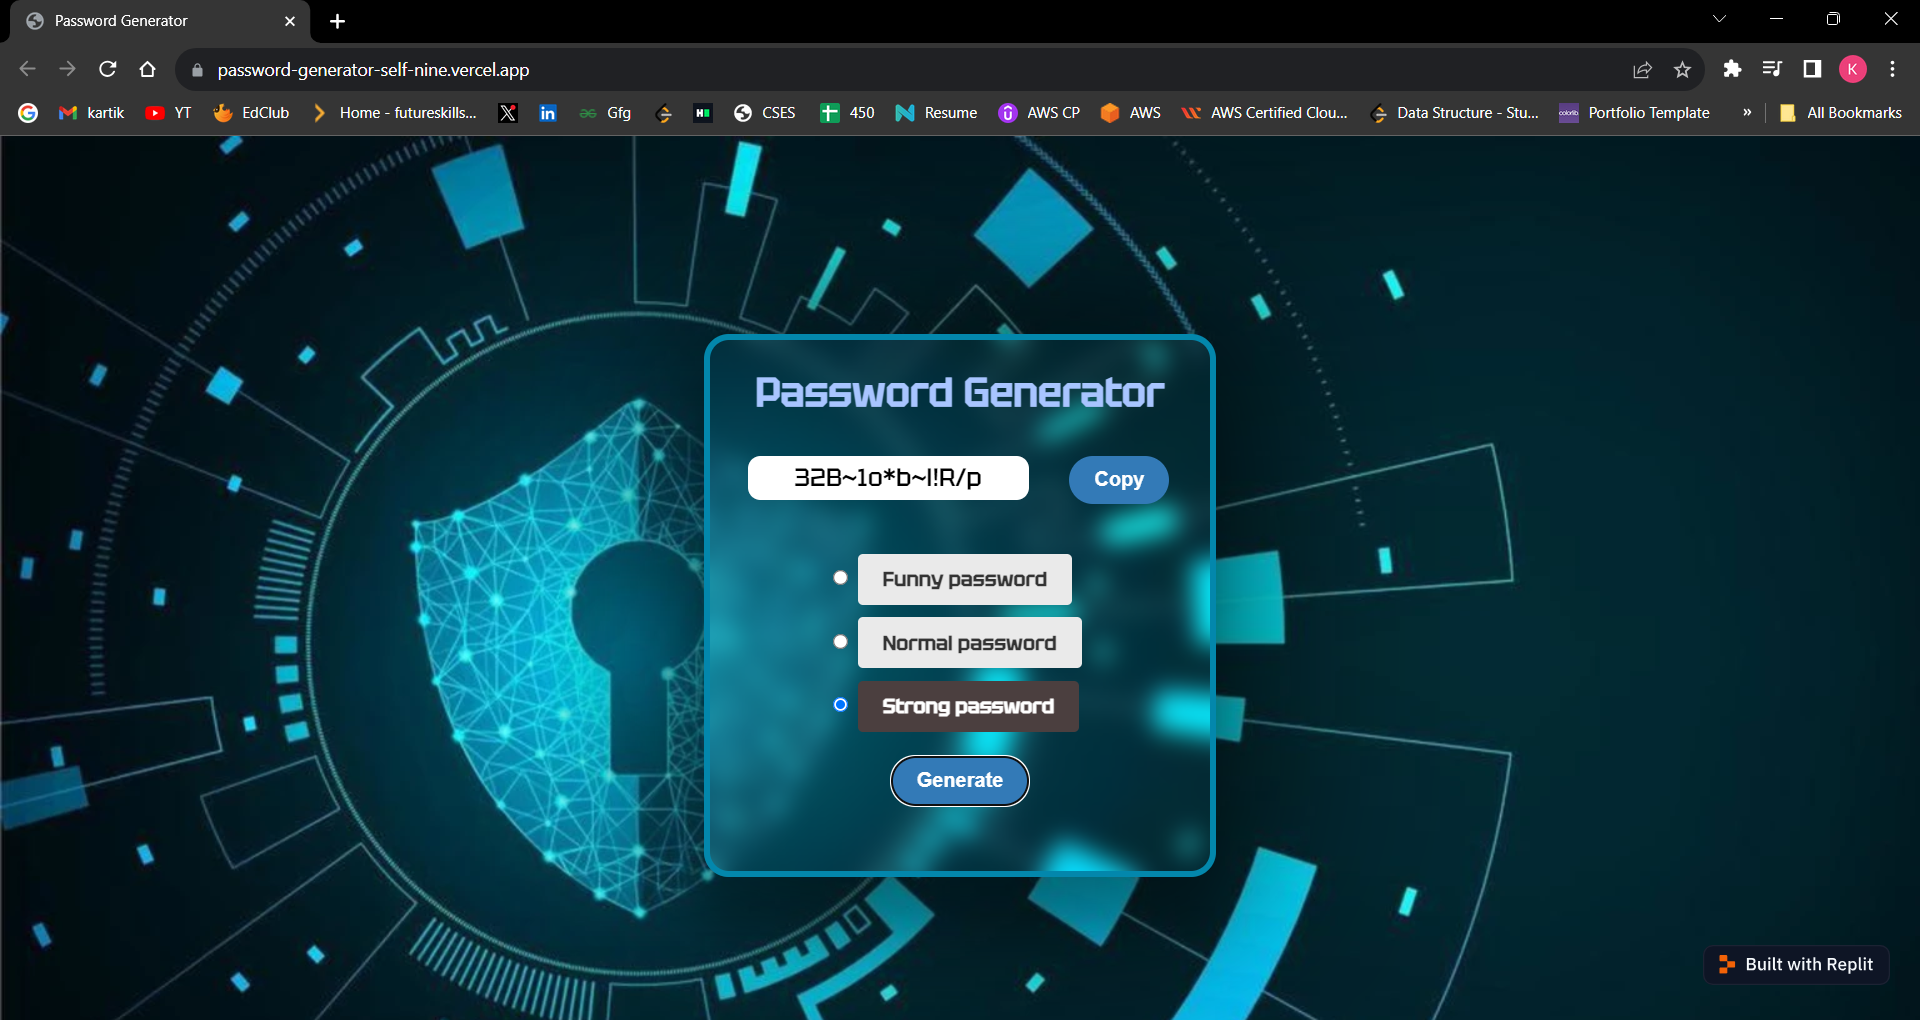 Password Generator
password-generator-self-nine.vercel.app
K
kartik
YT
EdClub
Home - futureskills...
X
in
Gfg
H
CSES
450
Resume
AWS CP
AWS
AWS Certified Clou...
Data Structure - Stu...
colorlib
Portfolio Template
»
All Bookmarks
Password Generator
32B~1o*b~I!R/p
Copy
Funny password
Normal password
Strong password
Generate
Built with Replit